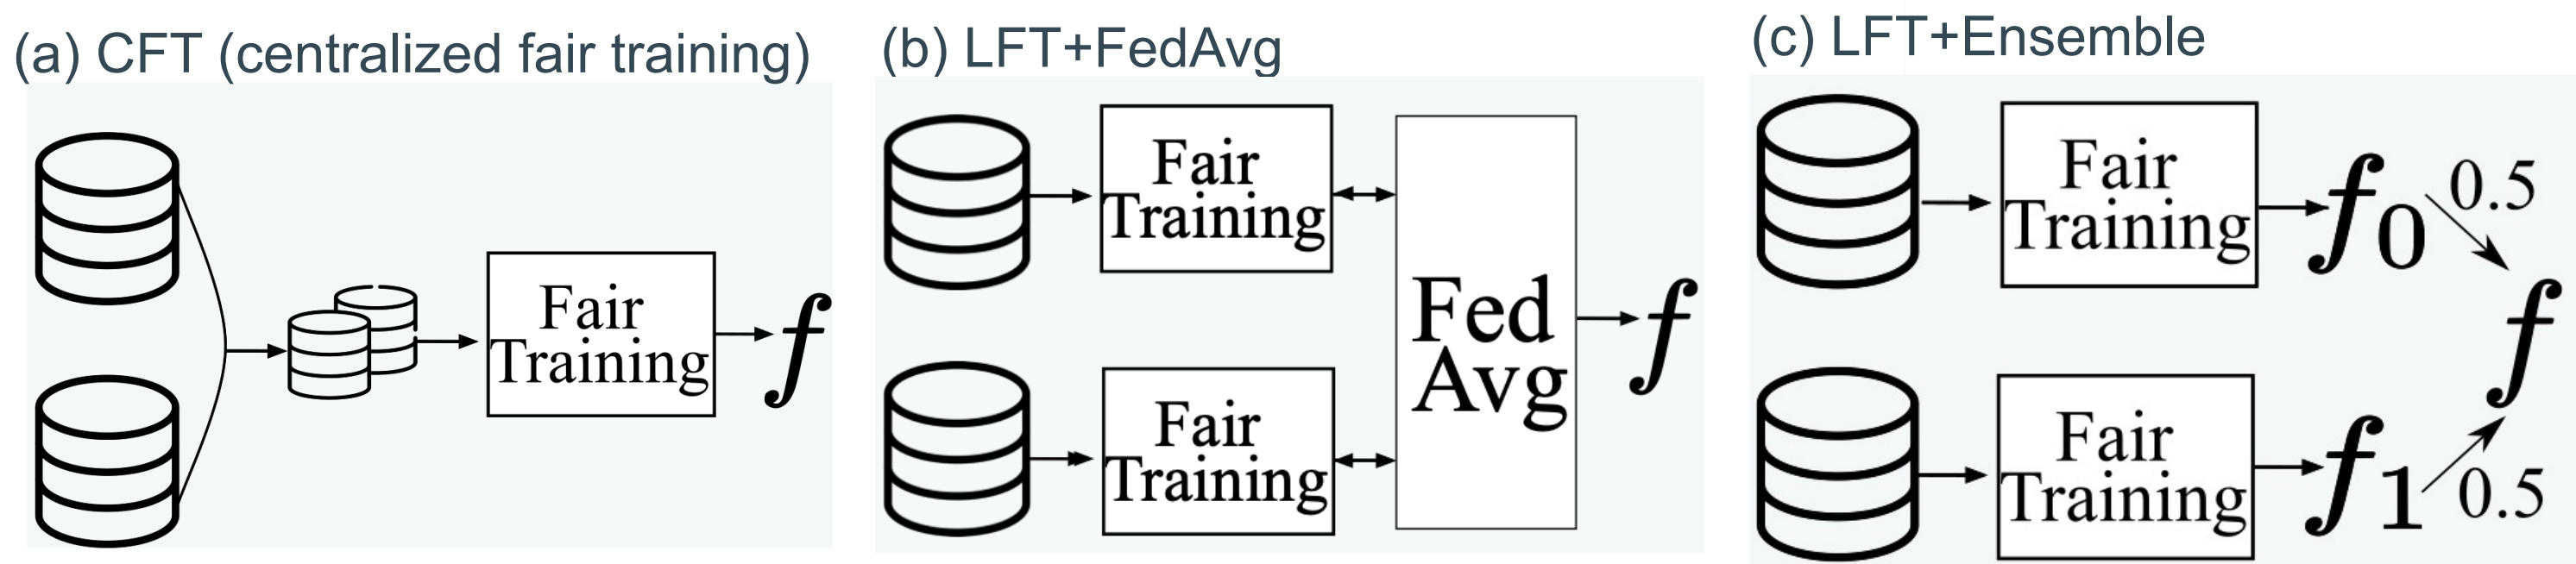 (a) CFT (centralized fair training)
Fair
Training
f
(b) LFT+FedAvg
Fair
Training
Fair
Training
Fed
Avg
f
(c) LFT+Ensemble
Fair
Training
f0
0.5
Fair
Training
f1
0.5
f